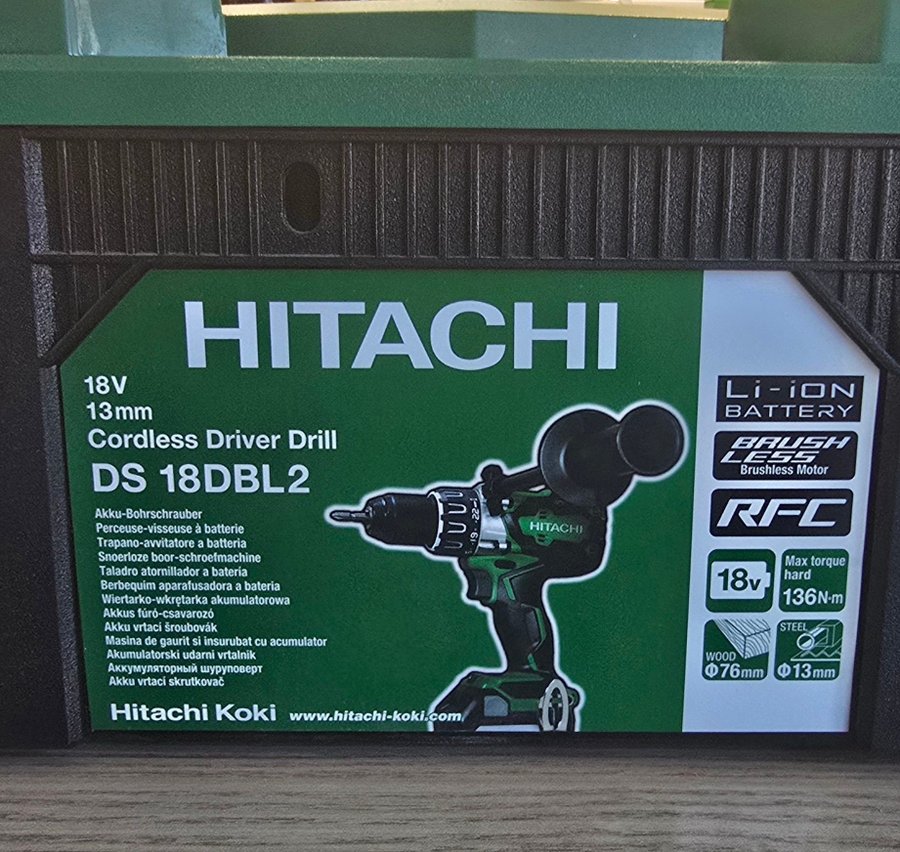 HITACHI
18V
13mm
Cordless Driver Drill
DS 18DBL2
Akku-Bohrschrauber
Perceuse-visseuse à batterie
Trapano-avvitatore a batteria
Snoerloze boor-schroefmachine
Taladro atornillador a batería
Berbequim aparafusadora a bateria
Wiertarko-wkrętarka akumulatorowa
Akkus fúró-csavarozó
Akku vrtací šroubovák
Masina de gaurit si insurubat cu acumulator
Akumulatorski udarni vrtalnik
Аккумуляторный шуруповерт
Akku vrtací skrutkovač
Hitachi Koki www.hitachi-koki.com
HITACHI
19 22
Li-ion
BATTERY
BRUSH
LESS
Brushless Motor
RFC
18v
Max torque
hard
136N·m
WOOD
Φ76mm
STEEL
Φ13mm